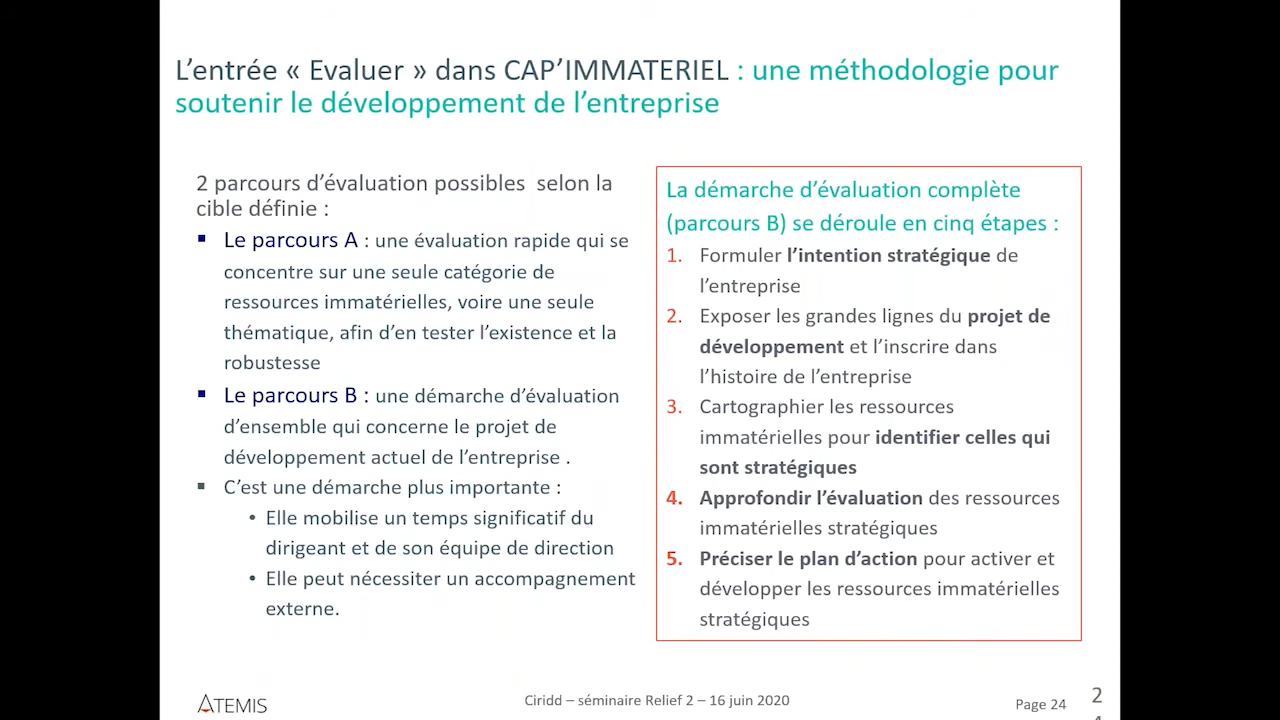 L’entrée « Evaluer » dans CAP’IMMATERIEL : une méthodologie pour
soutenir le développement de l’entreprise
2 parcours d’évaluation possibles selon la
cible définie :
▪ Le parcours A : une évaluation rapide qui se
concentre sur une seule catégorie de
ressources immatérielles, voire une seule
thématique, afin d’en tester l’existence et la
robustesse
▪ Le parcours B : une démarche d’évaluation
d’ensemble qui concerne le projet de
développement actuel de l’entreprise .
▪ C’est une démarche plus importante :
• Elle mobilise un temps significatif du
dirigeant et de son équipe de direction
• Elle peut nécessiter un accompagnement
externe.
La démarche d’évaluation complète
(parcours B) se déroule en cinq étapes :
1. Formuler l’intention stratégique de
l’entreprise
2. Exposer les grandes lignes du projet de
développement et l’inscrire dans
l’histoire de l’entreprise
3. Cartographier les ressources
immatérielles pour identifier celles qui
sont stratégiques
4. Approfondir l’évaluation des ressources
immatérielles stratégiques
5. Préciser le plan d’action pour activer et
développer les ressources immatérielles
stratégiques
ATEMIS
Ciridd – séminaire Relief 2 – 16 juin 2020
Page 24
2
4